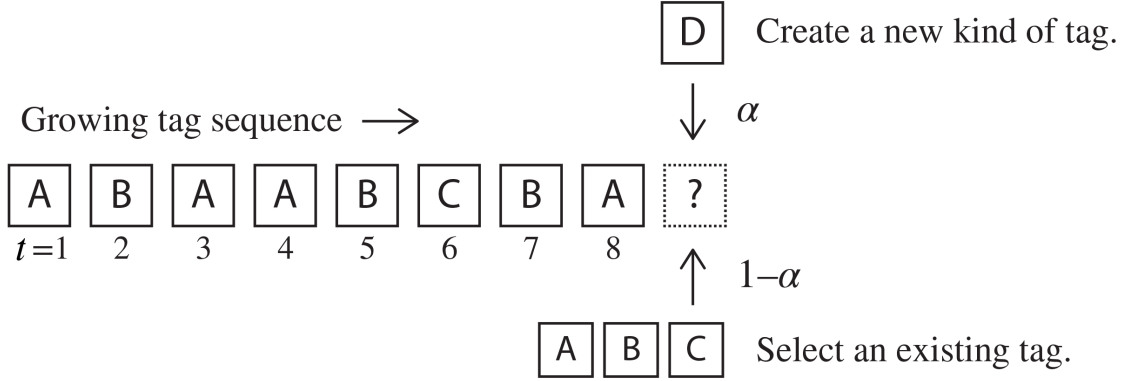 D Create a new kind of tag.
α
Growing tag sequence
A B A A B C B A ?
t=1 2 3 4 5 6 7 8
1–α
A B C Select an existing tag.